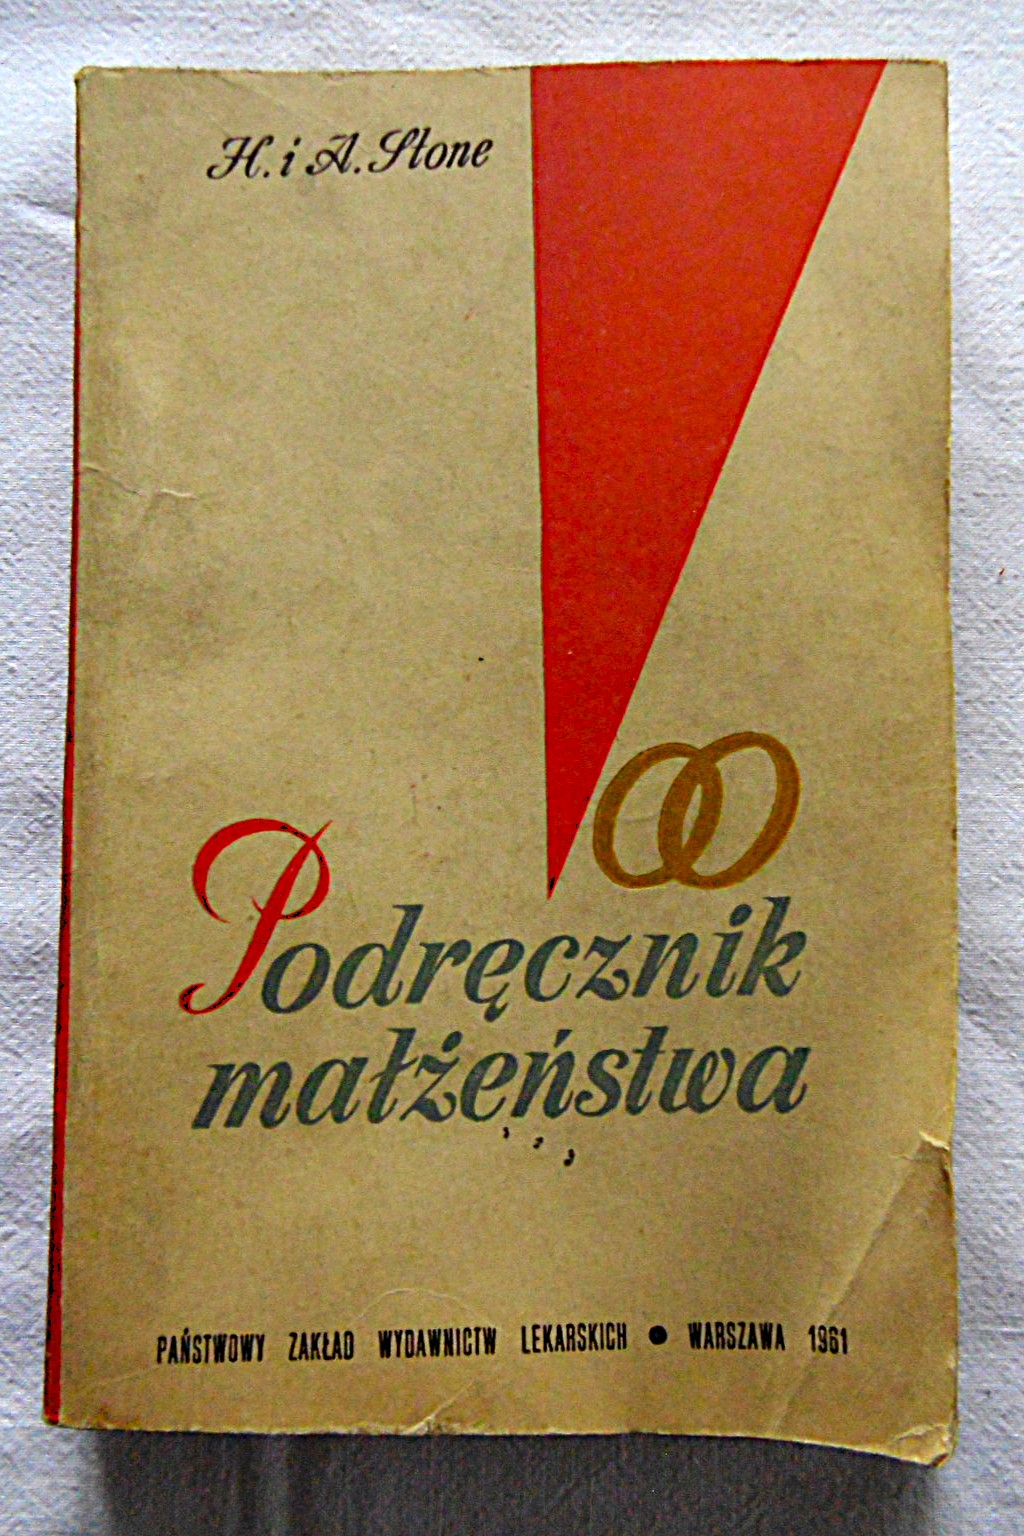 H. i A. Stone
Podręcznik
małżeństwa
PAŃSTWOWY ZAKŁAD WYDAWNICTW LEKARSKICH ● WARSZAWA 1961